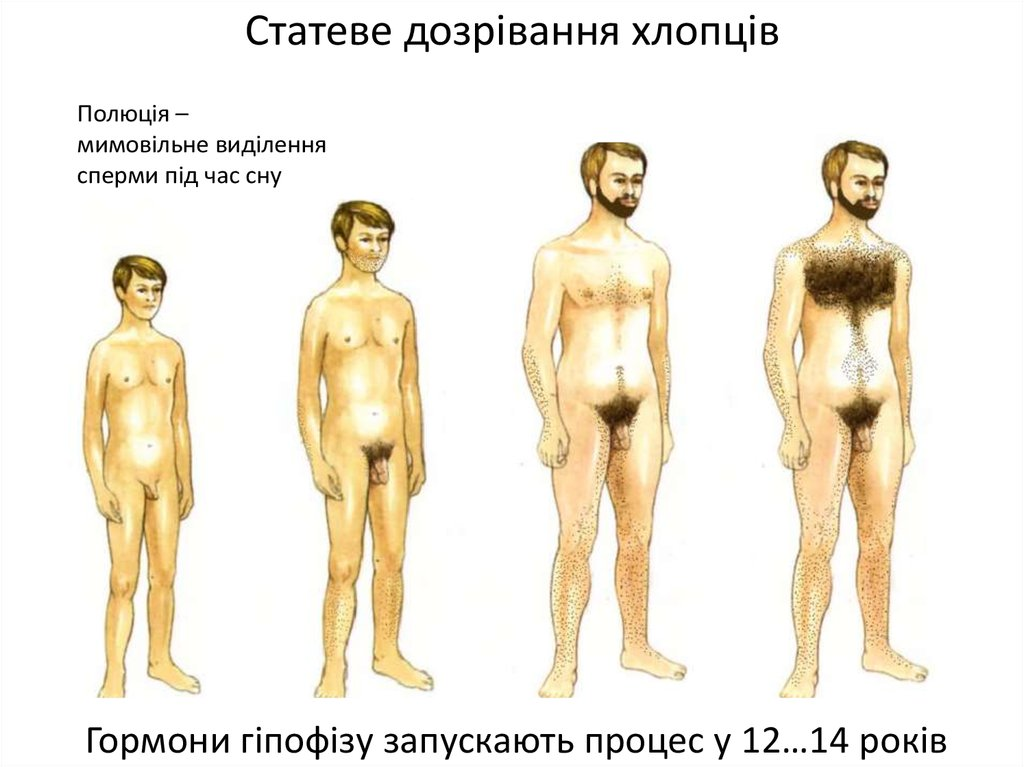 Статеве дозрівання хлопців
Полюція –
мимовільне виділення
сперми під час сну
Гормони гіпофізу запускають процес у 12…14 років